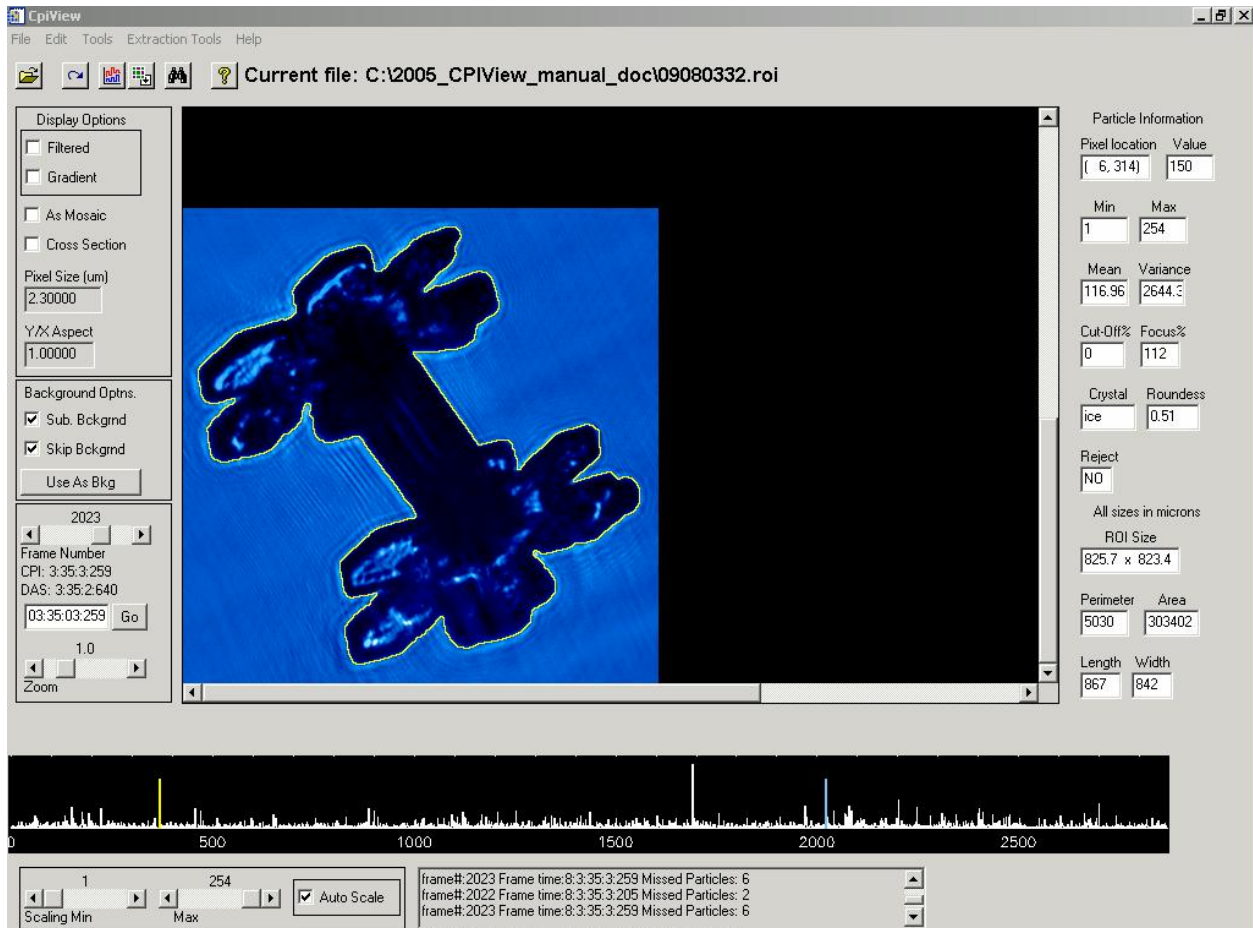 CpiView
File Edit Tools Extraction Tools Help
Current file: C:\2005_CPIView_manual_doc\09080332.roi
Display Options
Filtered
Gradient
As Mosaic
Cross Section
Pixel Size (um)
2.30000
Y/X Aspect
1.00000
Background Optns.
Sub. Bckgrnd
Skip Bckgrnd
Use As Bkg
2023
Frame Number
CPI: 3:35:3:259
DAS: 3:35:2:640
03:35:03:259 Go
1.0
Zoom
Particle Information
Pixel location Value
( 6, 314) 150
Min Max
1 254
Mean Variance
116.96 2644.3
Cut-Off% Focus%
0 112
Crystal Roundess
ice 0.51
Reject
NO
All sizes in microns
ROI Size
825.7 x 823.4
Perimeter Area
5030 303402
Length Width
867 842
0 500 1000 1500 2000 2500
1 254
Scaling Min Max
Auto Scale
frame#:2023 Frame time:8:3:35:3:259 Missed Particles: 6
frame#:2022 Frame time:8:3:35:3:205 Missed Particles: 2
frame#:2023 Frame time:8:3:35:3:259 Missed Particles: 6